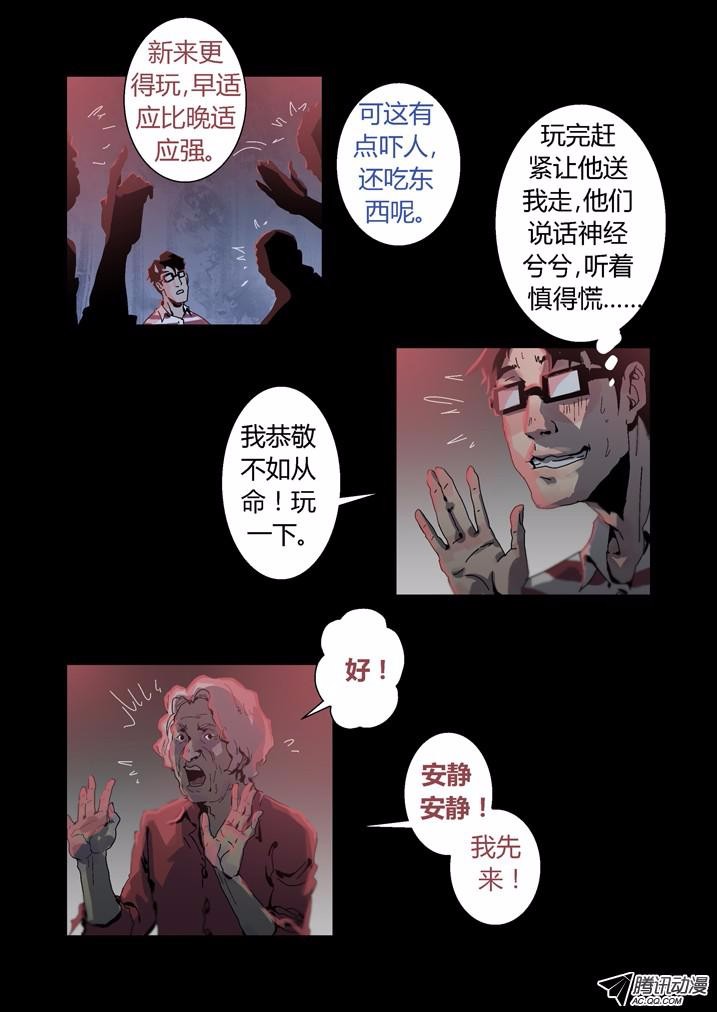 新来更
得玩，早适
应比晚适
应强。
可这有
点吓人，
还吃东
西呢。
玩完赶
紧让他送
我走，他们
说话神经
兮兮，听着
慎得慌……
我恭敬
不如从
命！玩
一下。
好！
安静
安静！
我先
来！
腾讯动漫
AC.QQ.COM